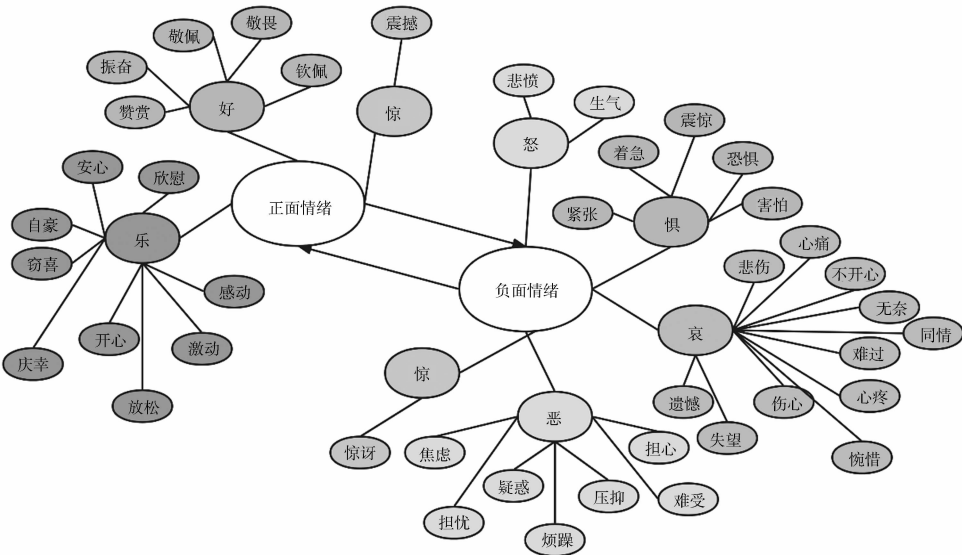 敬佩
敬畏
震撼
振奋
钦佩
赞赏
好
惊
悲愤
生气
怒
震惊
着急
恐惧
紧张
惧
害怕
安心
欣慰
自豪
乐
窃喜
感动
开心
激动
庆幸
放松
正面情绪
负面情绪
心痛
悲伤
不开心
无奈
哀
同情
难过
遗憾
伤心
心疼
失望
惋惜
惊
惊讶
恶
焦虑
担心
疑惑
压抑
难受
担忧
烦躁